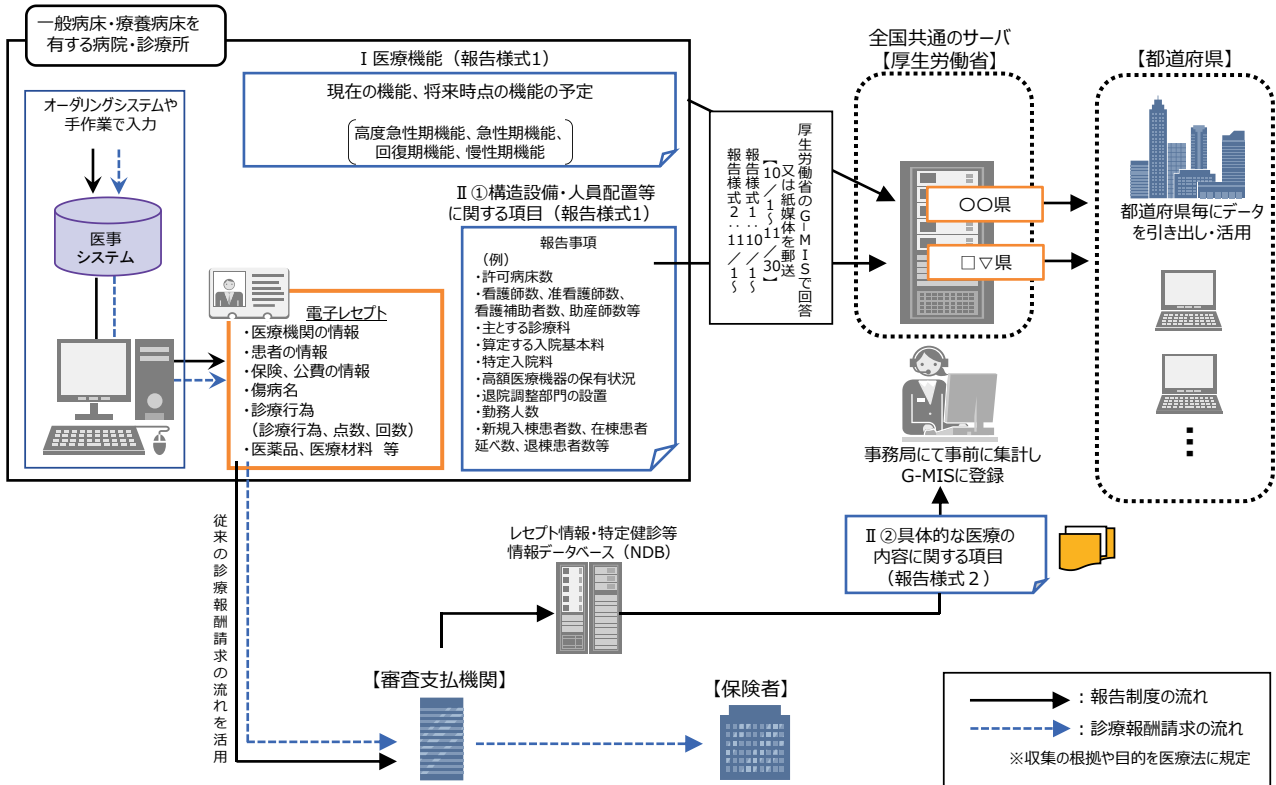 一般病床・療養病床を
有する病院・診療所
オーダリングシステムや
手作業で入力
医事
システム
Ⅰ医療機能（報告様式1）
現在の機能、将来時点の機能の予定
高度急性期機能、急性期機能、
回復期機能、慢性期機能
Ⅱ①構造設備・人員配置等
に関する項目（報告様式1）
報告事項
（例）
・許可病床数
・看護師数、准看護師数、
看護補助者数、助産師数等
・主とする診療科
・算定する入院基本料
・特定入院料
・高額医療機器の保有状況
・退院調整部門の設置
・勤務人数
・新規入棟患者数、在棟患者
延べ数、退棟患者数等
電子レセプト
・医療機関の情報
・患者の情報
・保険、公費の情報
・傷病名
・診療行為
（診療行為、点数、回数）
・医薬品、医療材料 等
厚生労働省のG-MISで回答
又は紙媒体を郵送
【10／1～11／30】
報告様式1：10／1～
報告様式2：11／1～
全国共通のサーバ
【厚生労働省】
〇〇県
□▽県
【都道府県】
都道府県毎にデータ
を引き出し・活用
事務局にて事前に集計し
G-MISに登録
Ⅱ②具体的な医療の
内容に関する項目
（報告様式２）
レセプト情報・特定健診等
情報データベース（NDB）
従来の診療報酬請求の流れを活用
【審査支払機関】
【保険者】
：報告制度の流れ
：診療報酬請求の流れ
※収集の根拠や目的を医療法に規定